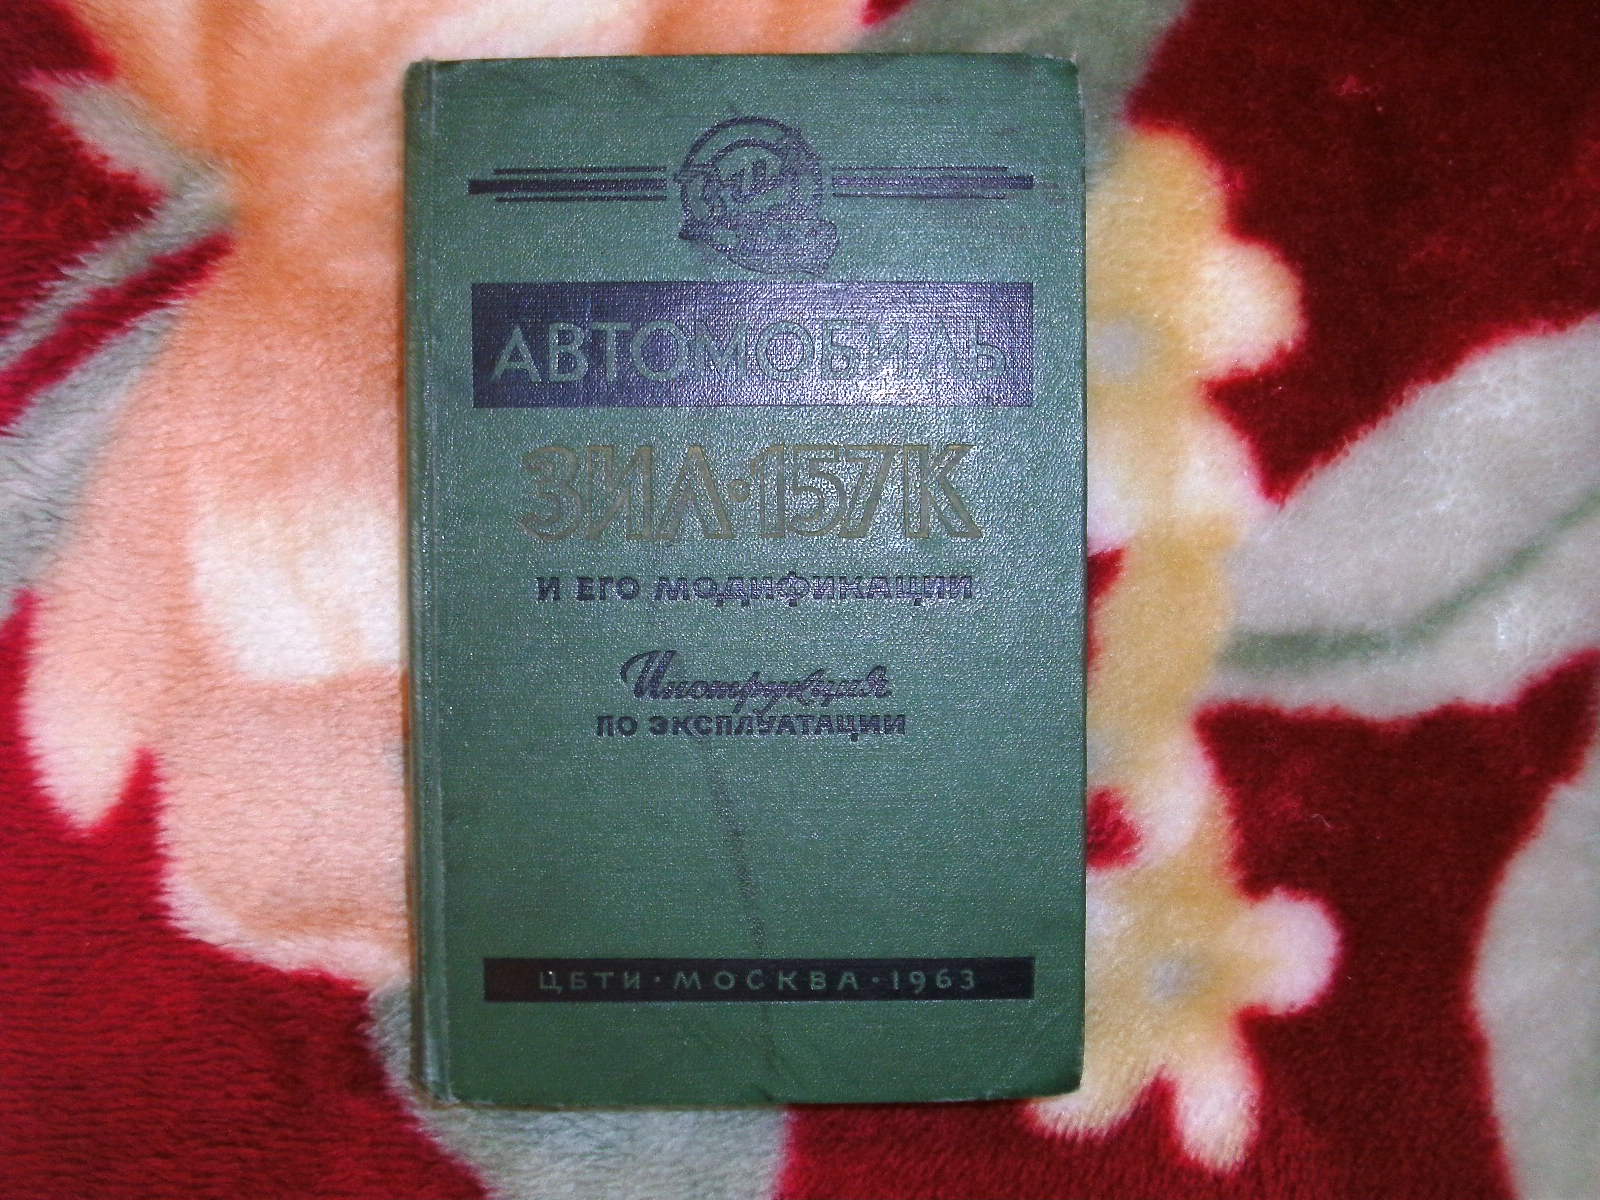 АВТОМОБИЛЬ
ЗИЛ·157К
И ЕГО МОДИФИКАЦИИ
Инструкция
ПО ЭКСПЛУАТАЦИИ
ЦБТИ·МОСКВА·1963